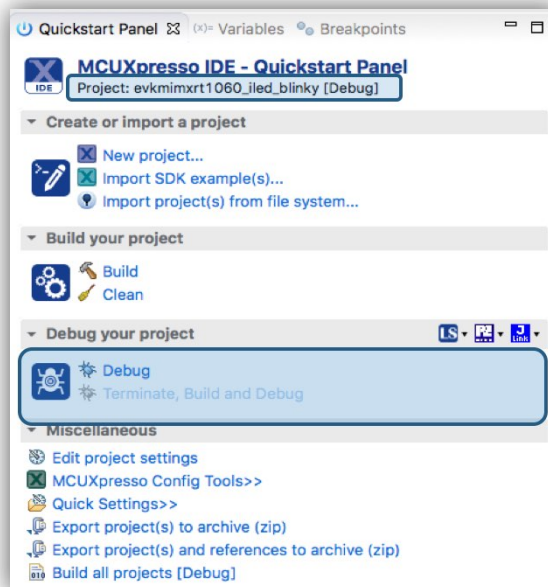 Quickstart Panel (x)= Variables Breakpoints
IDE
MCUXpresso IDE - Quickstart Panel
Project: evkmimxrt1060_iled_blinky [Debug]
Create or import a project
New project...
Import SDK example(s)...
Import project(s) from file system...
Build your project
Build
Clean
Debug your project LS J Link
Debug
Terminate, Build and Debug
Miscellaneous
Edit project settings
MCUXpresso Config Tools>>
Quick Settings>>
Export project(s) to archive (zip)
Export project(s) and references to archive (zip)
Build all projects [Debug]